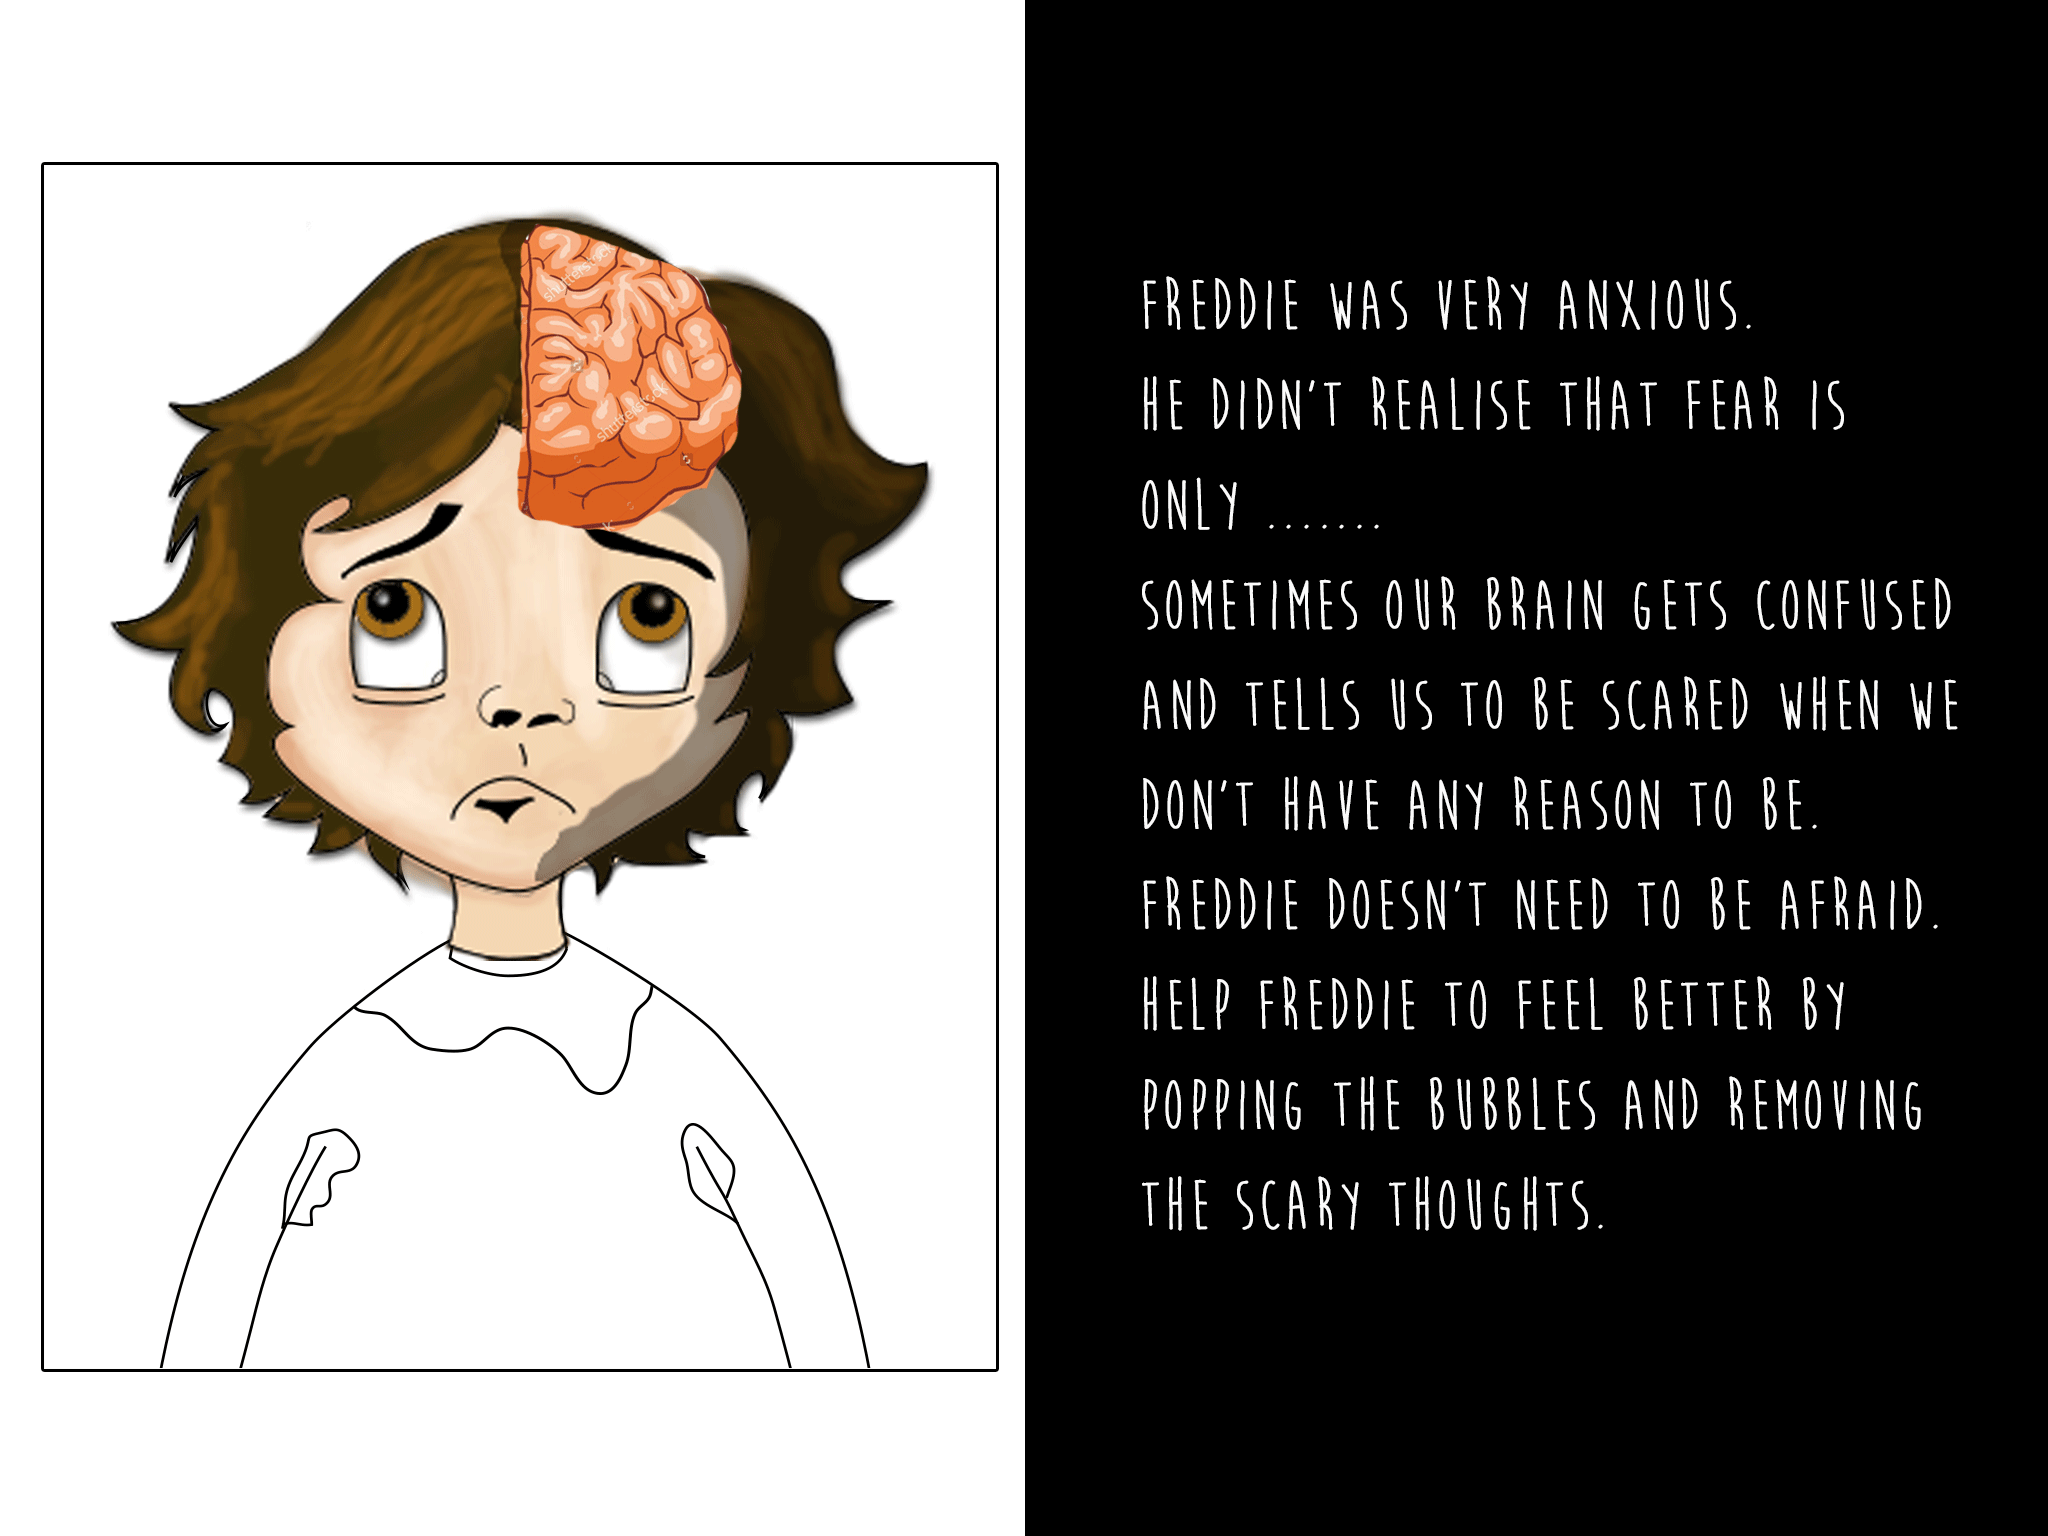 shutterstock
shutterstock
FREDDIE WAS VERY ANXIOUS.
HE DIDN'T REALISE THAT FEAR IS
ONLY .......
SOMETIMES OUR BRAIN GETS CONFUSED
AND TELLS US TO BE SCARED WHEN WE
DON'T HAVE ANY REASON TO BE.
FREDDIE DOESN'T NEED TO BE AFRAID.
HELP FREDDIE TO FEEL BETTER BY
POPPING THE BUBBLES AND REMOVING
THE SCARY THOUGHTS.